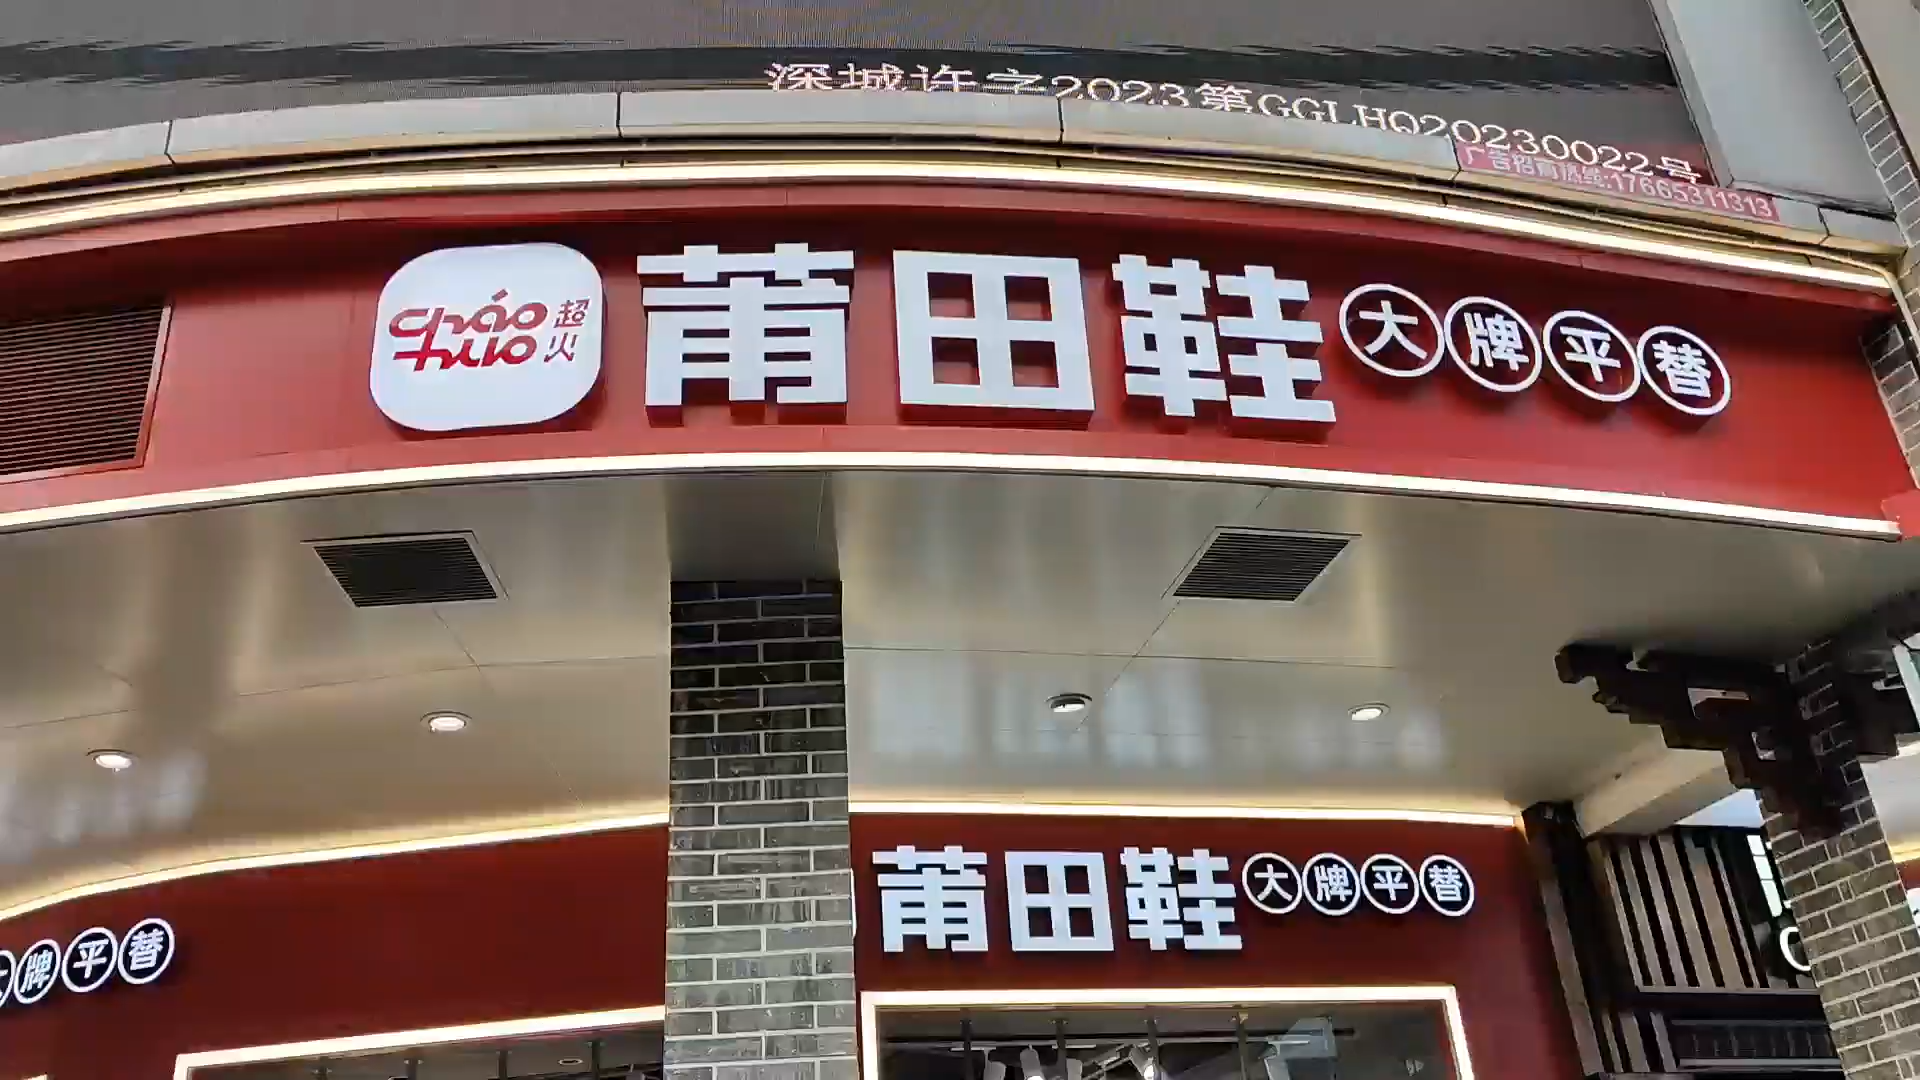 深城许字2023第GGLHQ20230022号
广告招商热线:17665311313
cháo huo 超火
莆田鞋 大牌平替
莆田鞋 大牌平替
牌平替